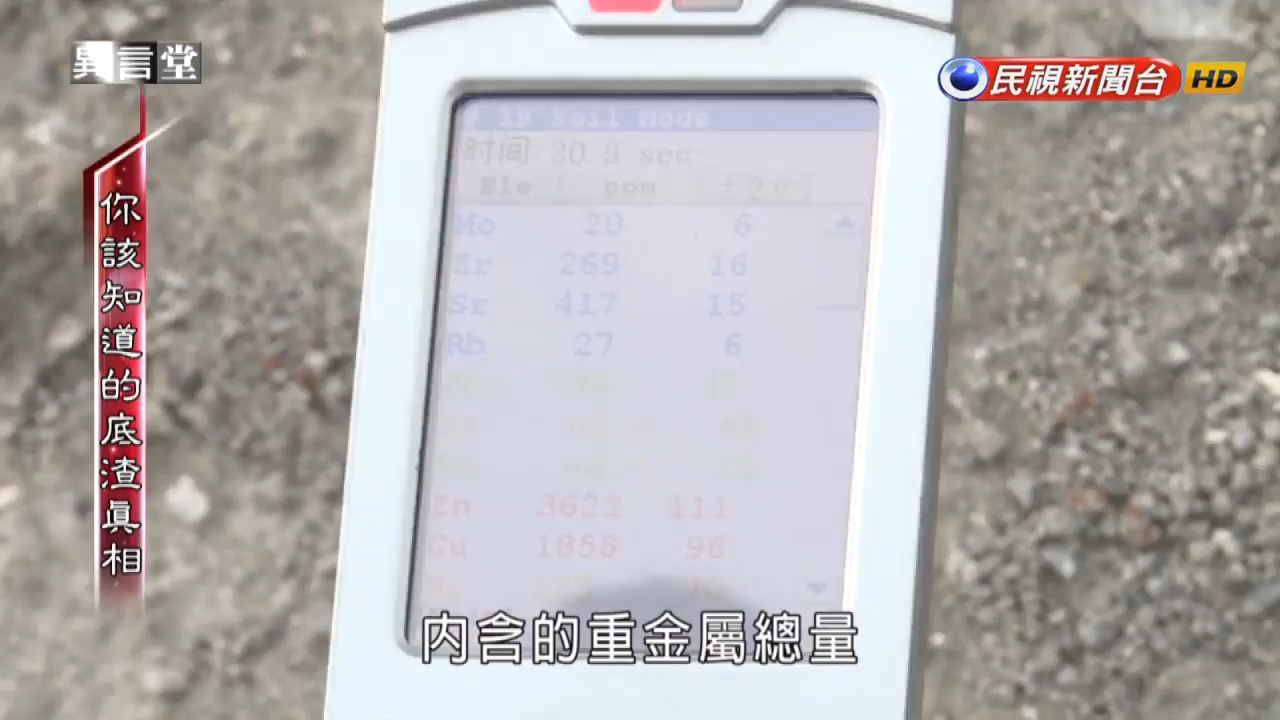 異言堂
民視新聞台 HD
你該知道的底渣真相
# 19 Soil Mode
时间 30.9 sec
Ele ppm ±2σ
Mo 20 6
Zr 269 16
Sr 417 15
Rb 27 6
Zn 3622 111
Cu 1856 96
內含的重金屬總量